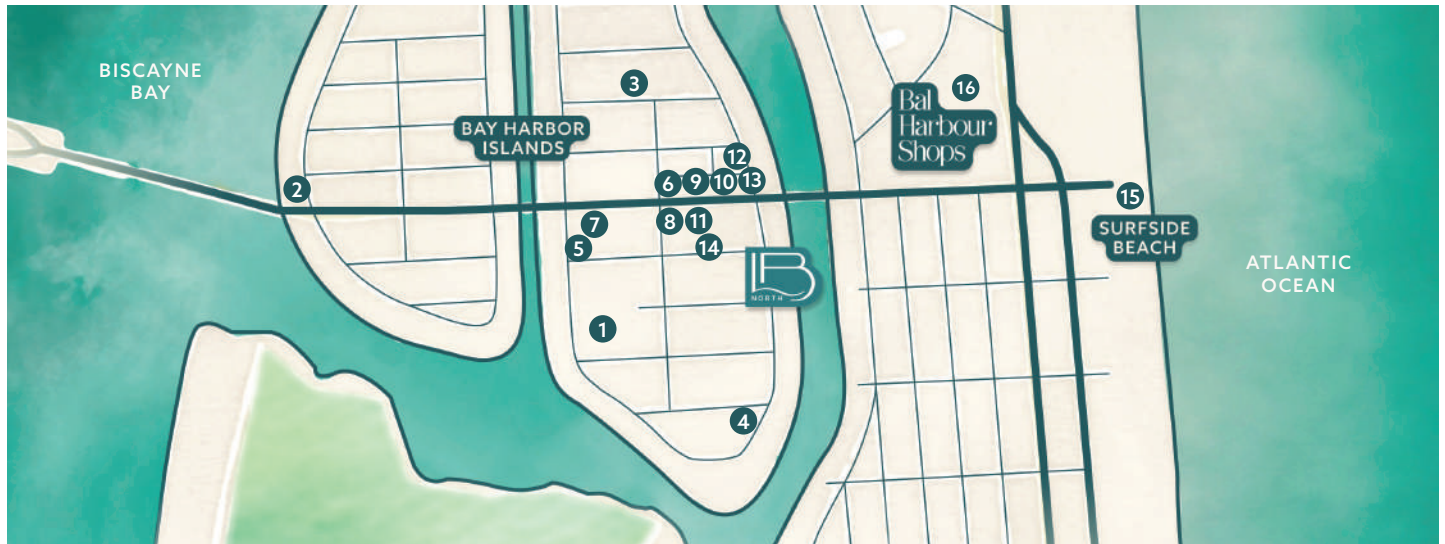 BISCAYNE
BAY
BAY HARBOR
ISLANDS
3
Bal
Harbour
Shops
16
2
12
6
9
10
13
7
8
11
5
14
LB
NORTH
15
SURFSIDE
BEACH
ATLANTIC
OCEAN
1
4